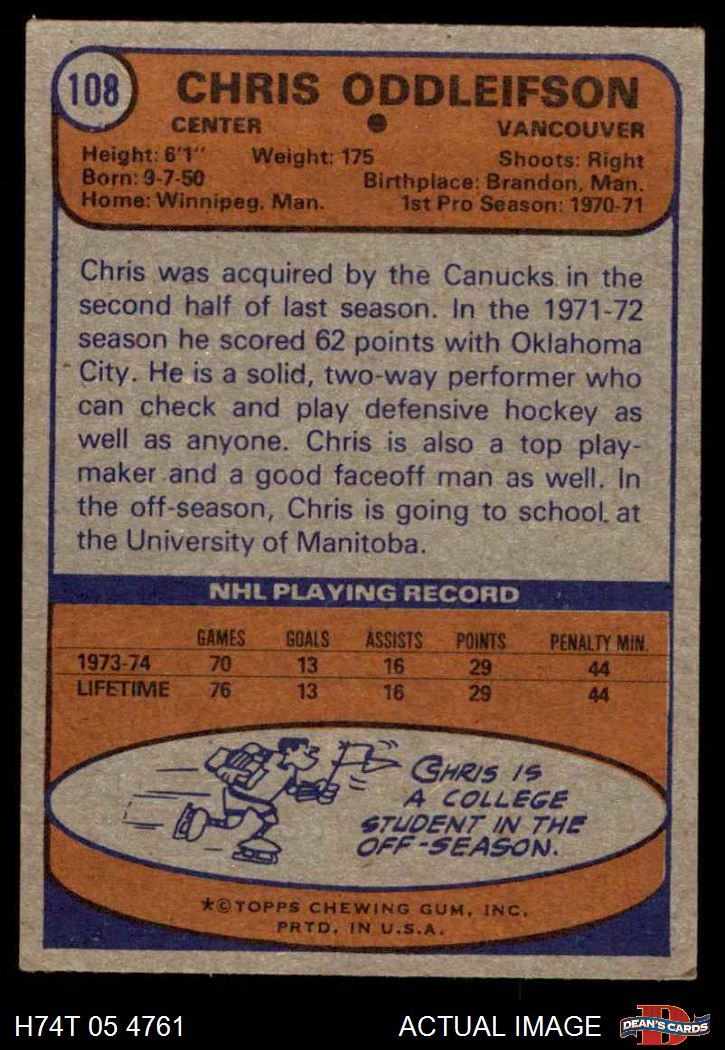 108
CHRIS ODDLEIFSON
CENTER ● VANCOUVER
Height: 6'1" Weight: 175 Shoots: Right
Born: 9-7-50 Birthplace: Brandon, Man.
Home: Winnipeg, Man. 1st Pro Season: 1970-71
Chris was acquired by the Canucks in the
second half of last season. In the 1971-72
season he scored 62 points with Oklahoma
City. He is a solid, two-way performer who
can check and play defensive hockey as
well as anyone. Chris is also a top play-
maker and a good faceoff man as well. In
the off-season, Chris is going to school at
the University of Manitoba.
NHL PLAYING RECORD
GAMES GOALS ASSISTS POINTS PENALTY MIN.
1973-74 70 13 16 29 44
LIFETIME 76 13 16 29 44
CHRIS IS
A COLLEGE
STUDENT IN THE
OFF-SEASON.
*©TOPPS CHEWING GUM, INC.
PRTD. IN U.S.A.
H74T 05 4761 ACTUAL IMAGE D DEAN'S CARDS